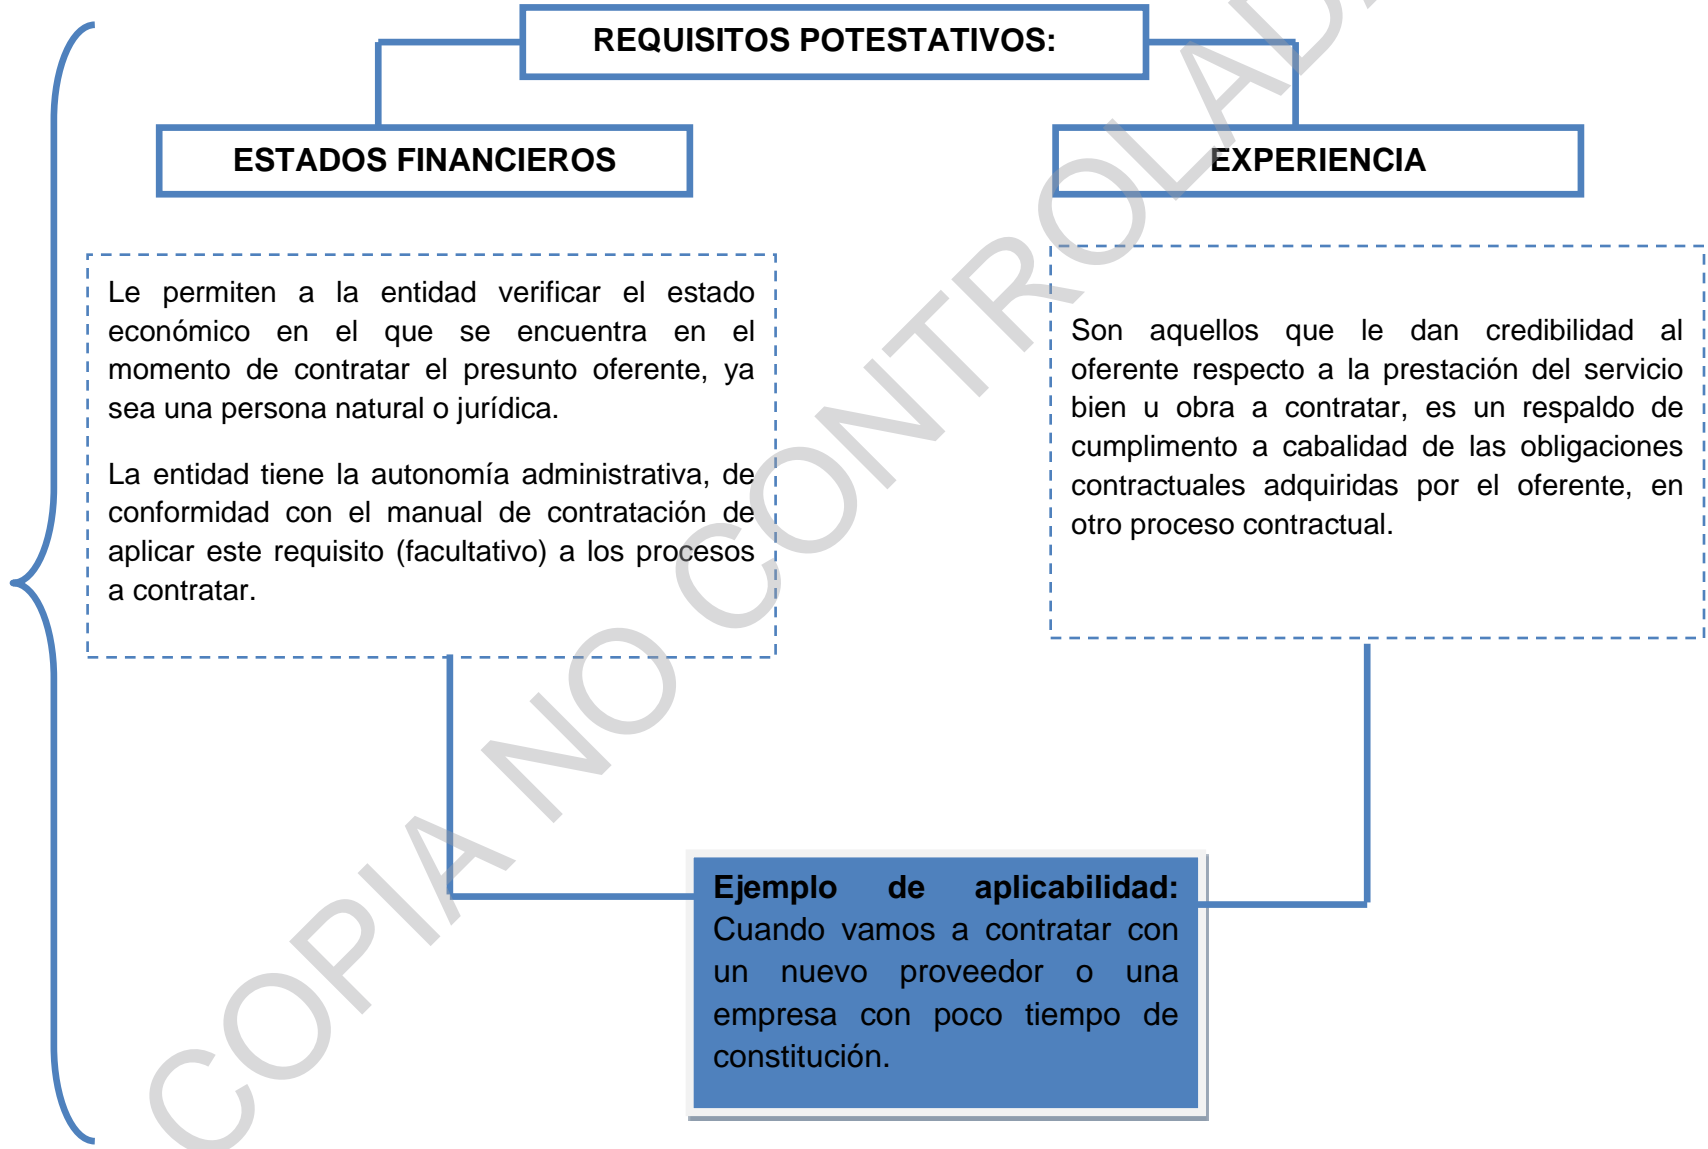 REQUISITOS POTESTATIVOS:
ESTADOS FINANCIEROS
EXPERIENCIA
Le permiten a la entidad verificar el estado
económico en el que se encuentra en el
momento de contratar el presunto oferente, ya
sea una persona natural o jurídica.
La entidad tiene la autonomía administrativa, de
conformidad con el manual de contratación de
aplicar este requisito (facultativo) a los procesos
a contratar.
Son aquellos que le dan credibilidad al
oferente respecto a la prestación del servicio
bien u obra a contratar, es un respaldo de
cumplimento a cabalidad de las obligaciones
contractuales adquiridas por el oferente, en
otro proceso contractual.
Ejemplo de aplicabilidad:
Cuando vamos a contratar con
un nuevo proveedor o una
empresa con poco tiempo de
constitución.
COPIA NO CONTROLADA